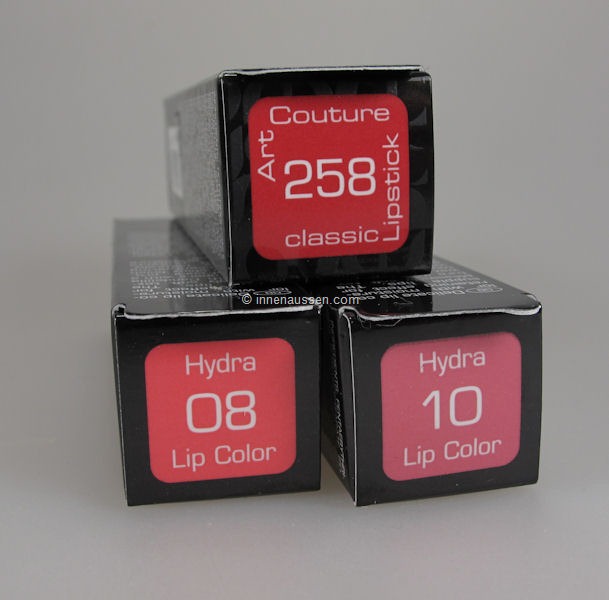 Art
Couture
258
classic
Lipstick
© innenaussen.com
Hydra
08
Lip Color
Hydra
10
Lip Color